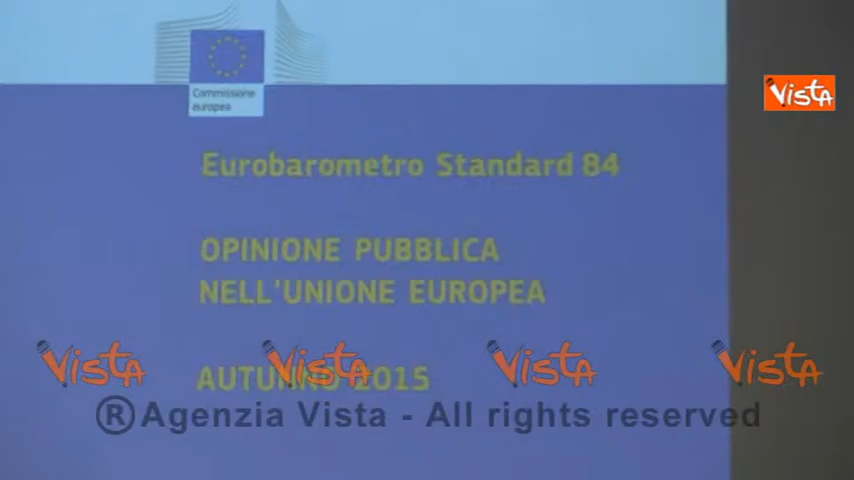 Commissione
europea
Vista
Eurobarometro Standard 84
OPINIONE PUBBLICA
NELL'UNIONE EUROPEA
Vista Vista Vista Vista
AUTUNNO 2015
®Agenzia Vista - All rights reserved